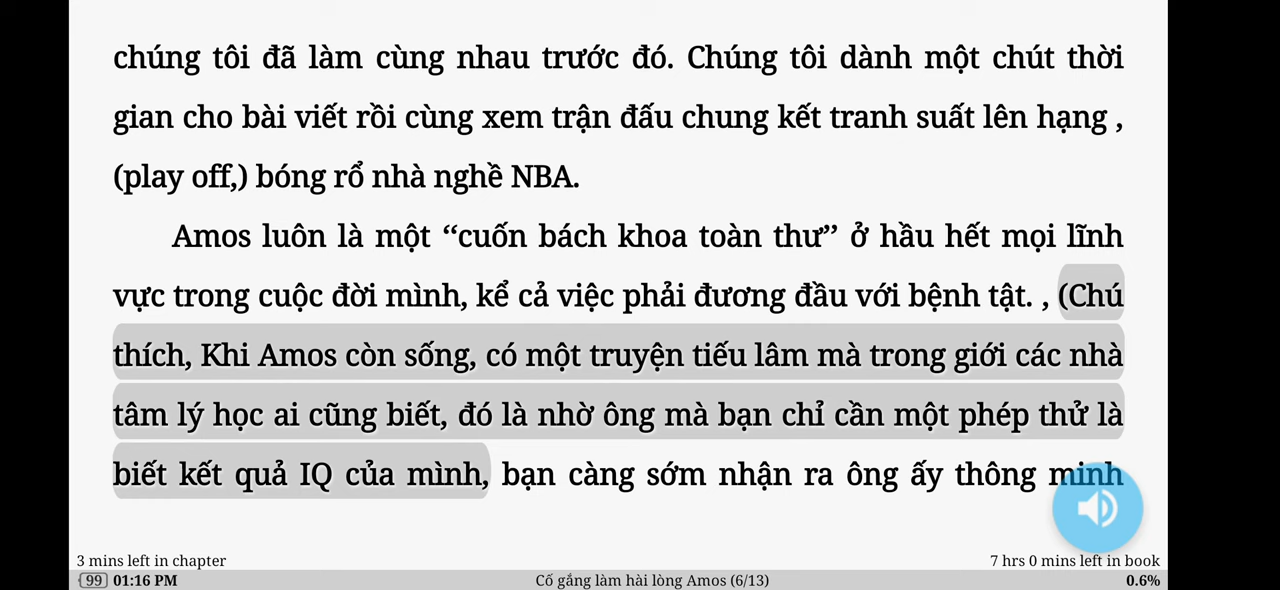 chúng tôi đã làm cùng nhau trước đó. Chúng tôi dành một chút thời
gian cho bài viết rồi cùng xem trận đấu chung kết tranh suất lên hạng ,
(play off,) bóng rổ nhà nghề NBA.
Amos luôn là một “cuốn bách khoa toàn thư” ở hầu hết mọi lĩnh
vực trong cuộc đời mình, kể cả việc phải đương đầu với bệnh tật. , (Chú
thích, Khi Amos còn sống, có một truyện tiếu lâm mà trong giới các nhà
tâm lý học ai cũng biết, đó là nhờ ông mà bạn chỉ cần một phép thử là
biết kết quả IQ của mình, bạn càng sớm nhận ra ông ấy thông minh
3 mins left in chapter
7 hrs 0 mins left in book
99 01:16 PM
Cố gắng làm hài lòng Amos (6/13)
0.6%